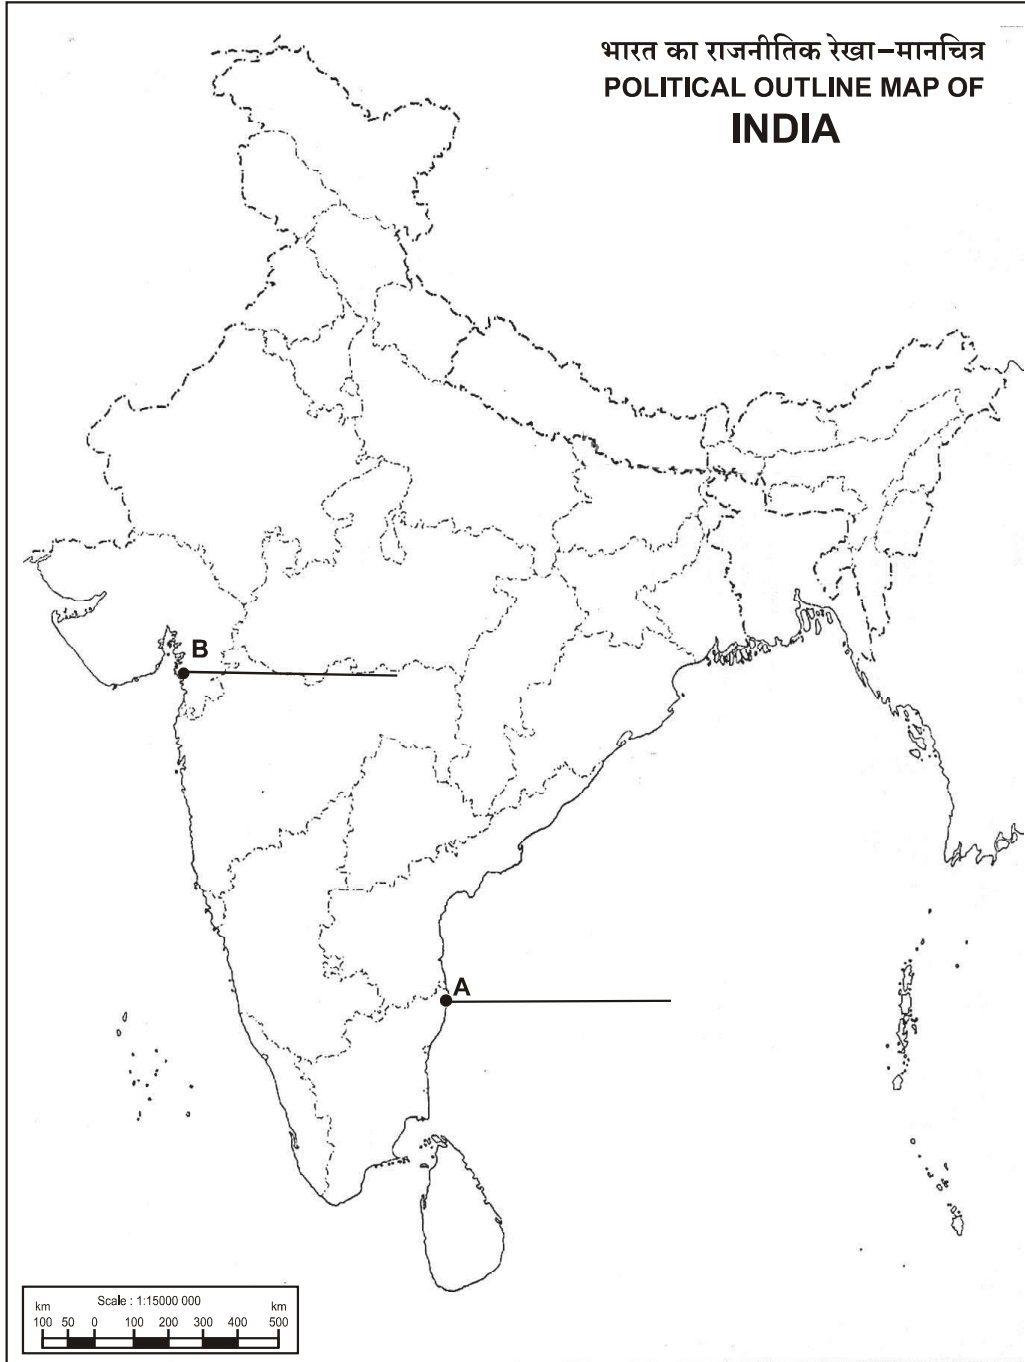 भारत का राजनीतिक रेखा–मानचित्र
POLITICAL OUTLINE MAP OF
INDIA
B
A
Scale : 1:15000 000
km km
100 50 0 100 200 300 400 500